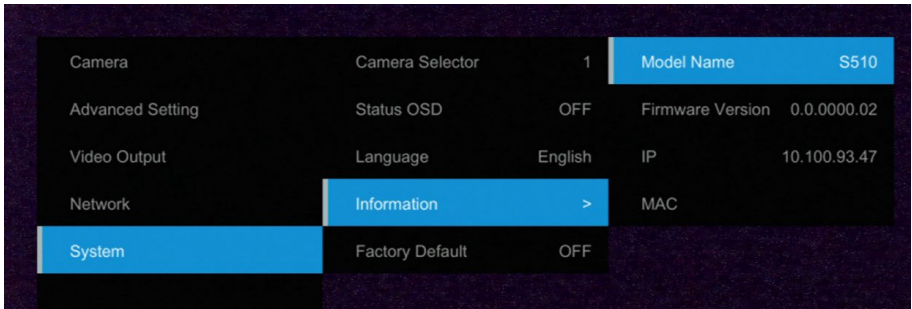 Camera
Advanced Setting
Video Output
Network
System
Camera Selector 1
Status OSD OFF
Language English
Information >
Factory Default OFF
Model Name S510
Firmware Version 0.0.0000.02
IP 10.100.93.47
MAC